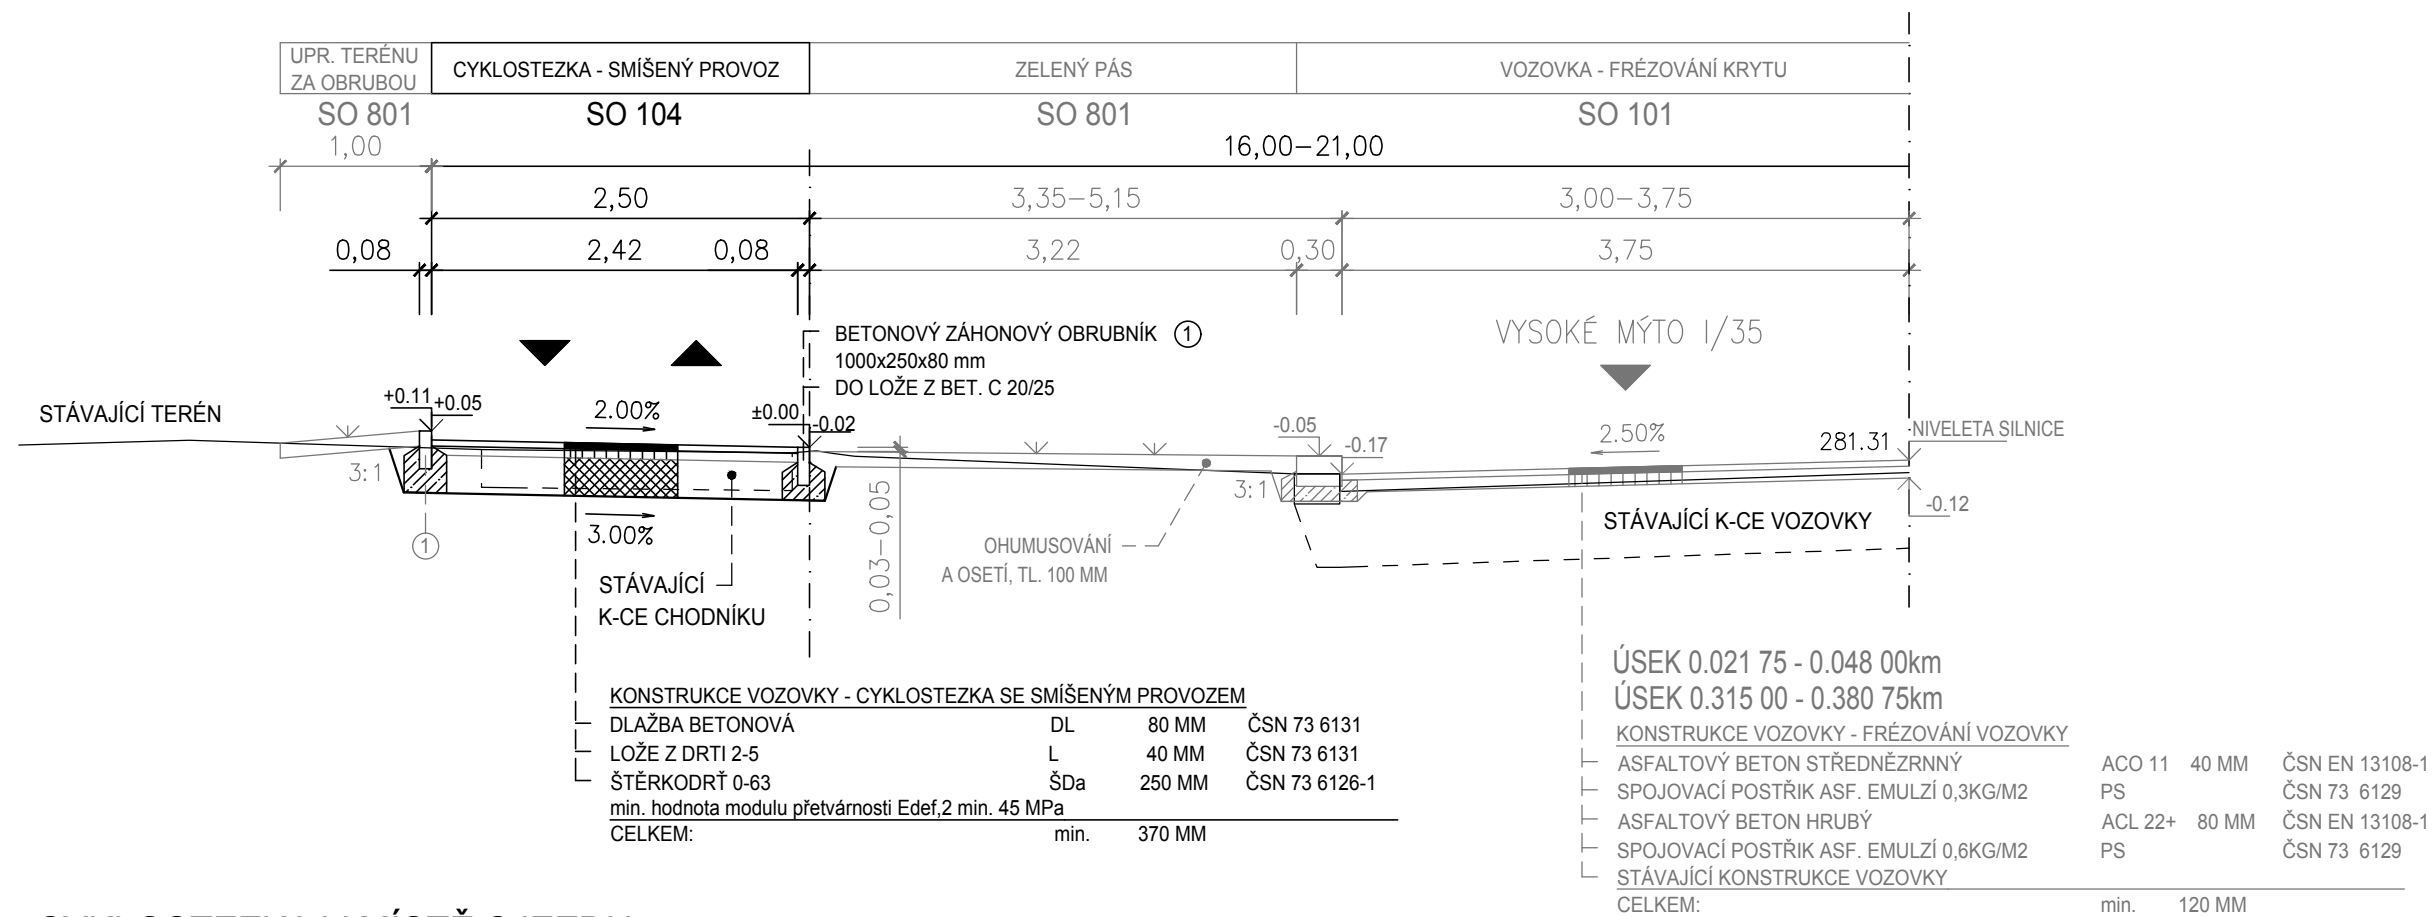 UPR. TERÉNU
ZA OBRUBOU
CYKLOSTEZKA - SMÍŠENÝ PROVOZ
ZELENÝ PÁS
VOZOVKA - FRÉZOVÁNÍ KRYTU
SO 801
SO 104
SO 801
SO 101
1,00
16,00-21,00
2,50
3,35-5,15
3,00-3,75
0,08
2,42
0,08
3,22
0,30
3,75
BETONOVÝ ZÁHONOVÝ OBRUBNÍK 1
1000x250x80 mm
DO LOŽE Z BET. C 20/25
VYSOKÉ MÝTO I/35
STÁVAJÍCÍ TERÉN
+0.11
+0.05
2.00%
±0.00
-0.02
-0.05
-0.17
2.50%
281.31
NIVELETA SILNICE
3:1
3:1
-0.12
1
3.00%
0,03-0,05
OHUMUSOVÁNÍ
A OSETÍ, TL. 100 MM
STÁVAJÍCÍ K-CE VOZOVKY
STÁVAJÍCÍ
K-CE CHODNÍKU
KONSTRUKCE VOZOVKY - CYKLOSTEZKA SE SMÍŠENÝM PROVOZEM
DLAŽBA BETONOVÁ DL 80 MM ČSN 73 6131
LOŽE Z DRTI 2-5 L 40 MM ČSN 73 6131
ŠTĚRKODRŤ 0-63 ŠDa 250 MM ČSN 73 6126-1
min. hodnota modulu přetvárnosti Edef,2 min. 45 MPa
CELKEM: min. 370 MM
ÚSEK 0.021 75 - 0.048 00km
ÚSEK 0.315 00 - 0.380 75km
KONSTRUKCE VOZOVKY - FRÉZOVÁNÍ VOZOVKY
ASFALTOVÝ BETON STŘEDNĚZRNNÝ ACO 11 40 MM ČSN EN 13108-1
SPOJOVACÍ POSTŘIK ASF. EMULZÍ 0,3KG/M2 PS ČSN 73 6129
ASFALTOVÝ BETON HRUBÝ ACL 22+ 80 MM ČSN EN 13108-1
SPOJOVACÍ POSTŘIK ASF. EMULZÍ 0,6KG/M2 PS ČSN 73 6129
STÁVAJÍCÍ KONSTRUKCE VOZOVKY
CELKEM: min. 120 MM